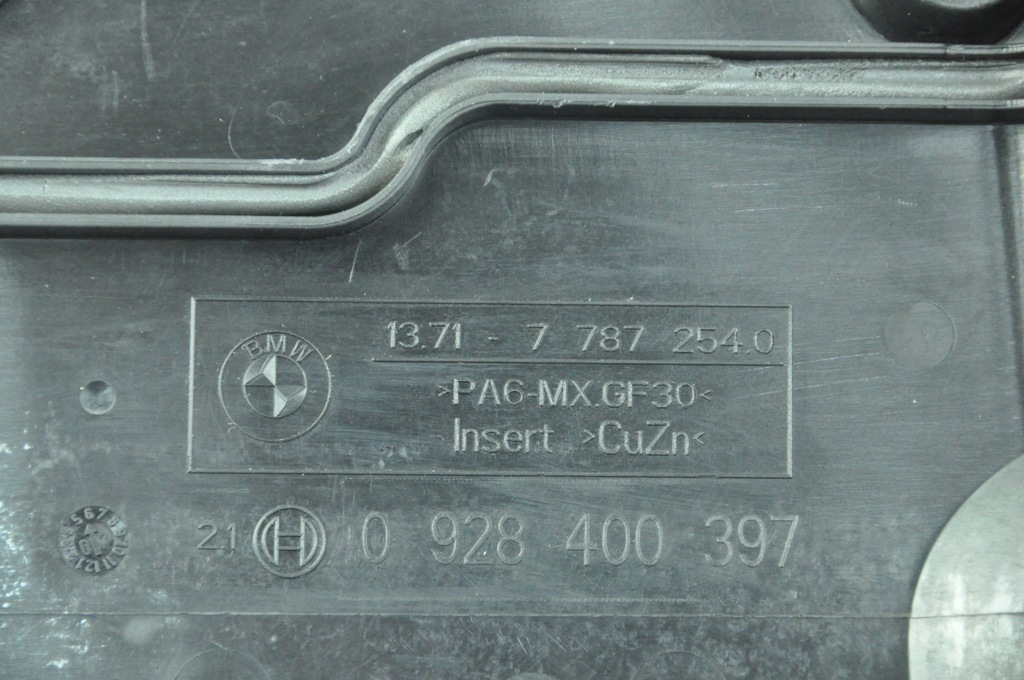 BMW
13.71 - 7 787 254.0
>PA6-MX.GF30<
Insert >CuZn<
21 H 0 928 400 397